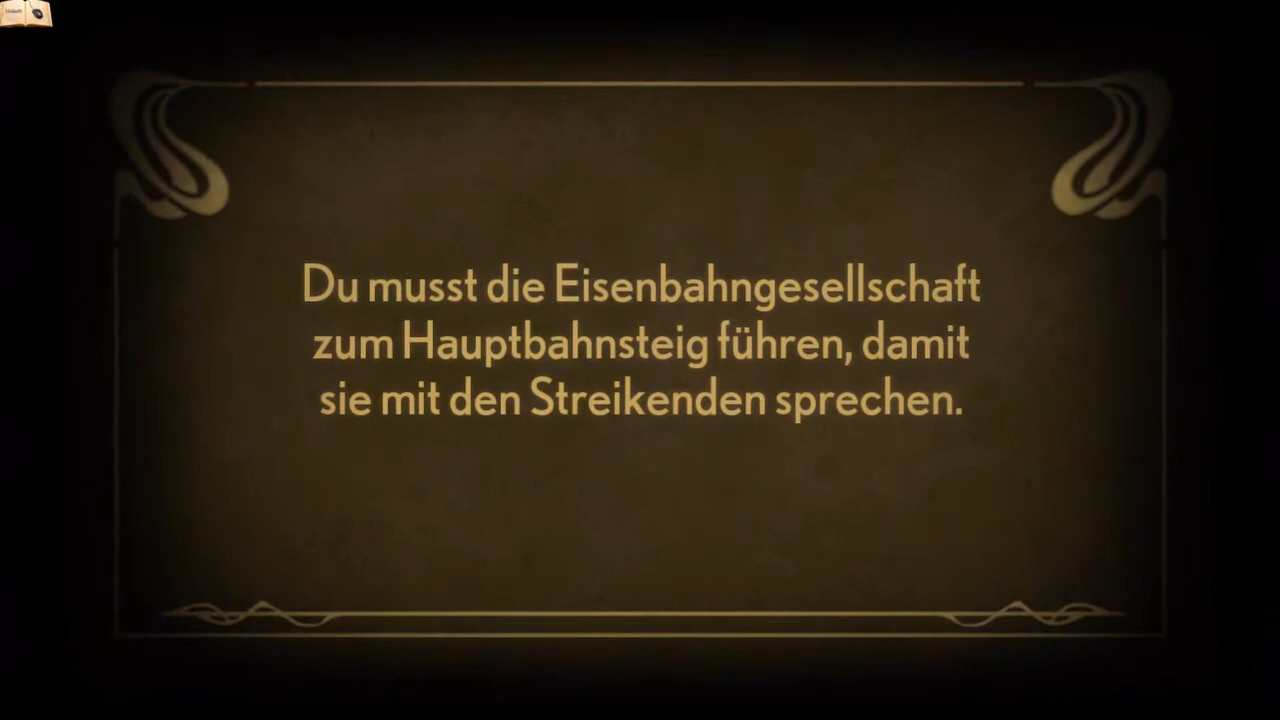 Du musst die Eisenbahngesellschaft
zum Hauptbahnsteig führen, damit
sie mit den Streikenden sprechen.